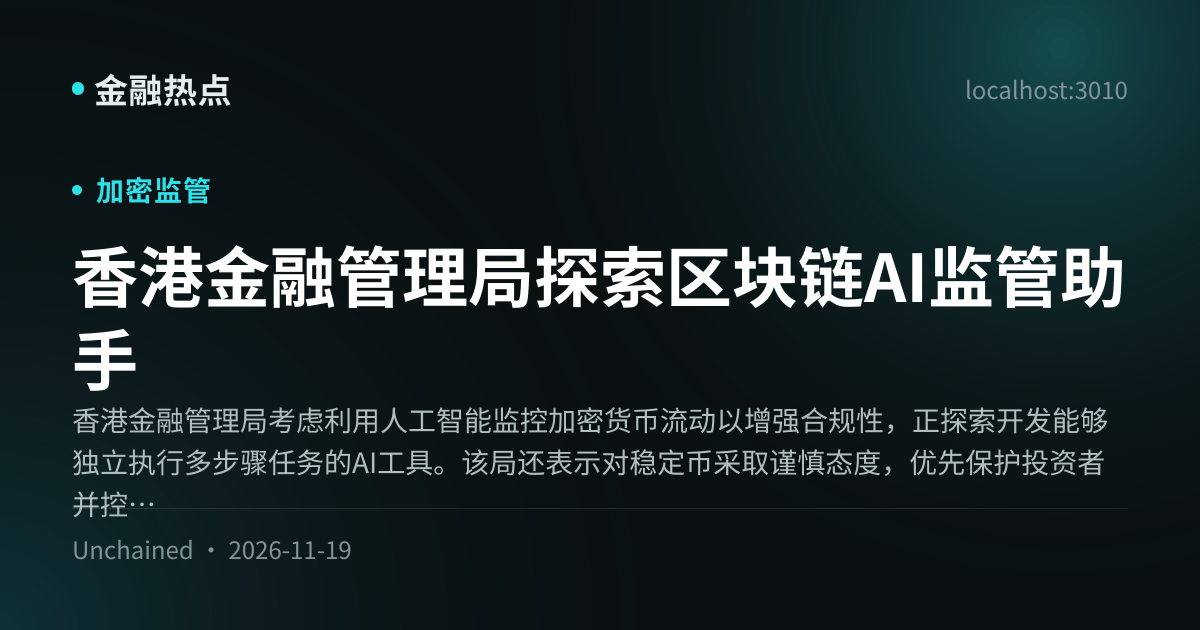 金融热点
localhost:3010
加密监管
香港金融管理局探索区块链AI监管助
手
香港金融管理局考虑利用人工智能监控加密货币流动以增强合规性，正探索开发能够
独立执行多步骤任务的AI工具。该局还表示对稳定币采取谨慎态度，优先保护投资者
并控…
Unchained · 2026-11-19